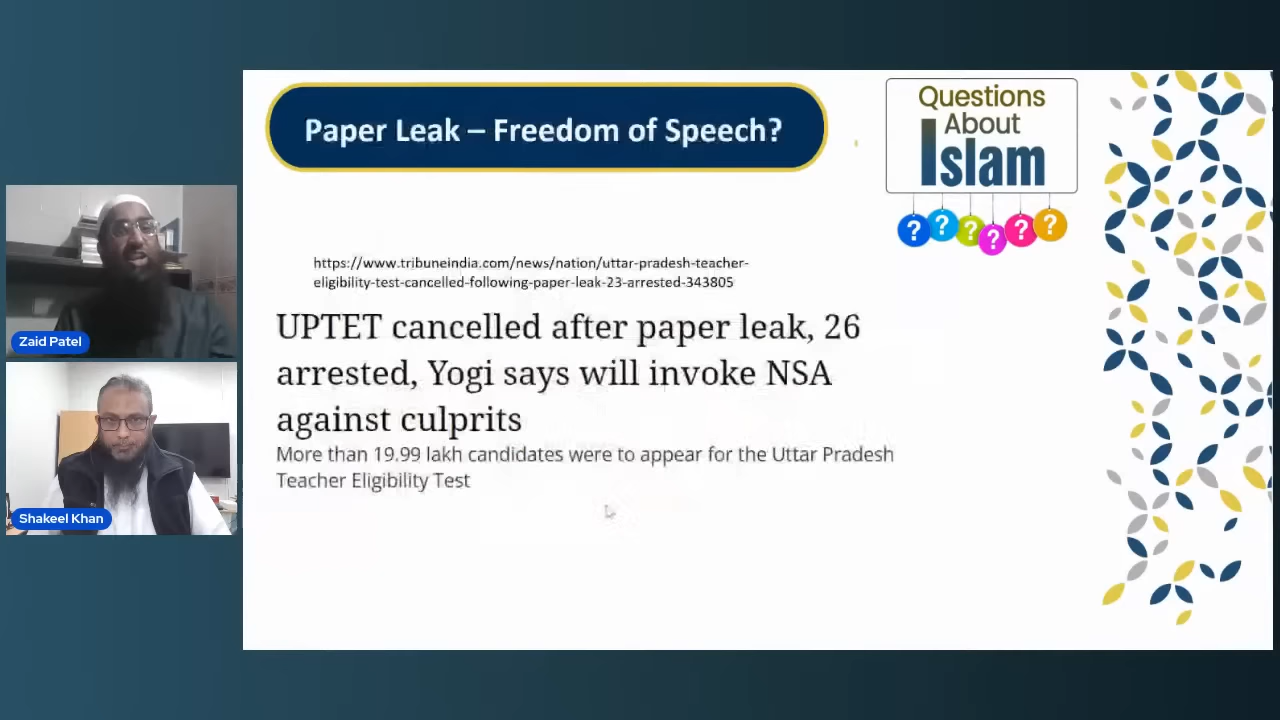 Paper Leak – Freedom of Speech?
Questions
About
Islam
? ? ? ? ? ?
https://www.tribuneindia.com/news/nation/uttar-pradesh-teacher-
eligibility-test-cancelled-following-paper-leak-23-arrested-343805
UPTET cancelled after paper leak, 26
arrested, Yogi says will invoke NSA
against culprits
More than 19.99 lakh candidates were to appear for the Uttar Pradesh
Teacher Eligibility Test
Zaid Patel
Shakeel Khan